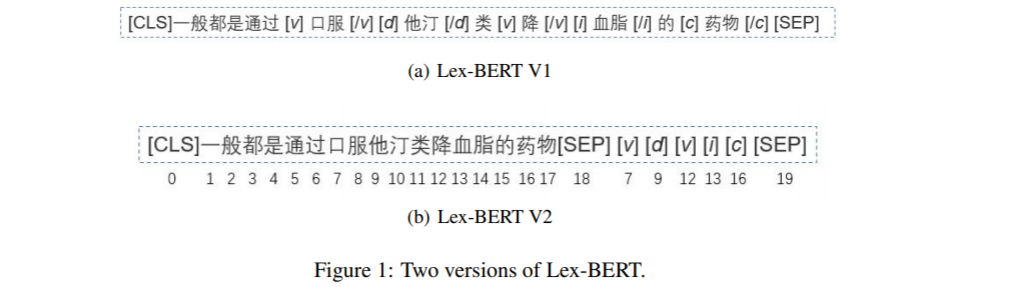 [CLS]一般都是通过 [v] 口服 [/v] [d] 他汀 [/d] 类 [v] 降 [/v] [i] 血脂 [/i] 的 [c] 药物 [/c] [SEP]
(a) Lex-BERT V1
[CLS]一般都是通过口服他汀类降血脂的药物[SEP] [v] [d] [v] [i] [c] [SEP]
0 1 2 3 4 5 6 7 8 9 10 11 12 13 14 15 16 17 18 7 9 12 13 16 19
(b) Lex-BERT V2
Figure 1: Two versions of Lex-BERT.